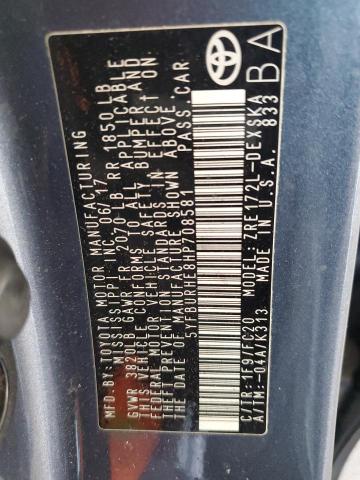 MFD. BY: TOYOTA MOTOR MANUFACTURING
MISSISSIPPI, INC. 06/17
GVWR 3820LB GAWR FR 2070LB RR 1850LB
THIS VEHICLE CONFORMS TO ALL APPLICABLE
FEDERAL MOTOR VEHICLE SAFETY, BUMPER, AND
THEFT PREVENTION STANDARDS IN EFFECT ON
THE DATE OF MANUFACTURE SHOWN ABOVE.
5YFBURHE8HP708581 PASS. CAR
C/TR: 1F9/FC20 MODEL: ZRE172L-DEXSKA
A/TM: -04A/K313 MADE IN U.S.A. 833
BA
TOYOTA